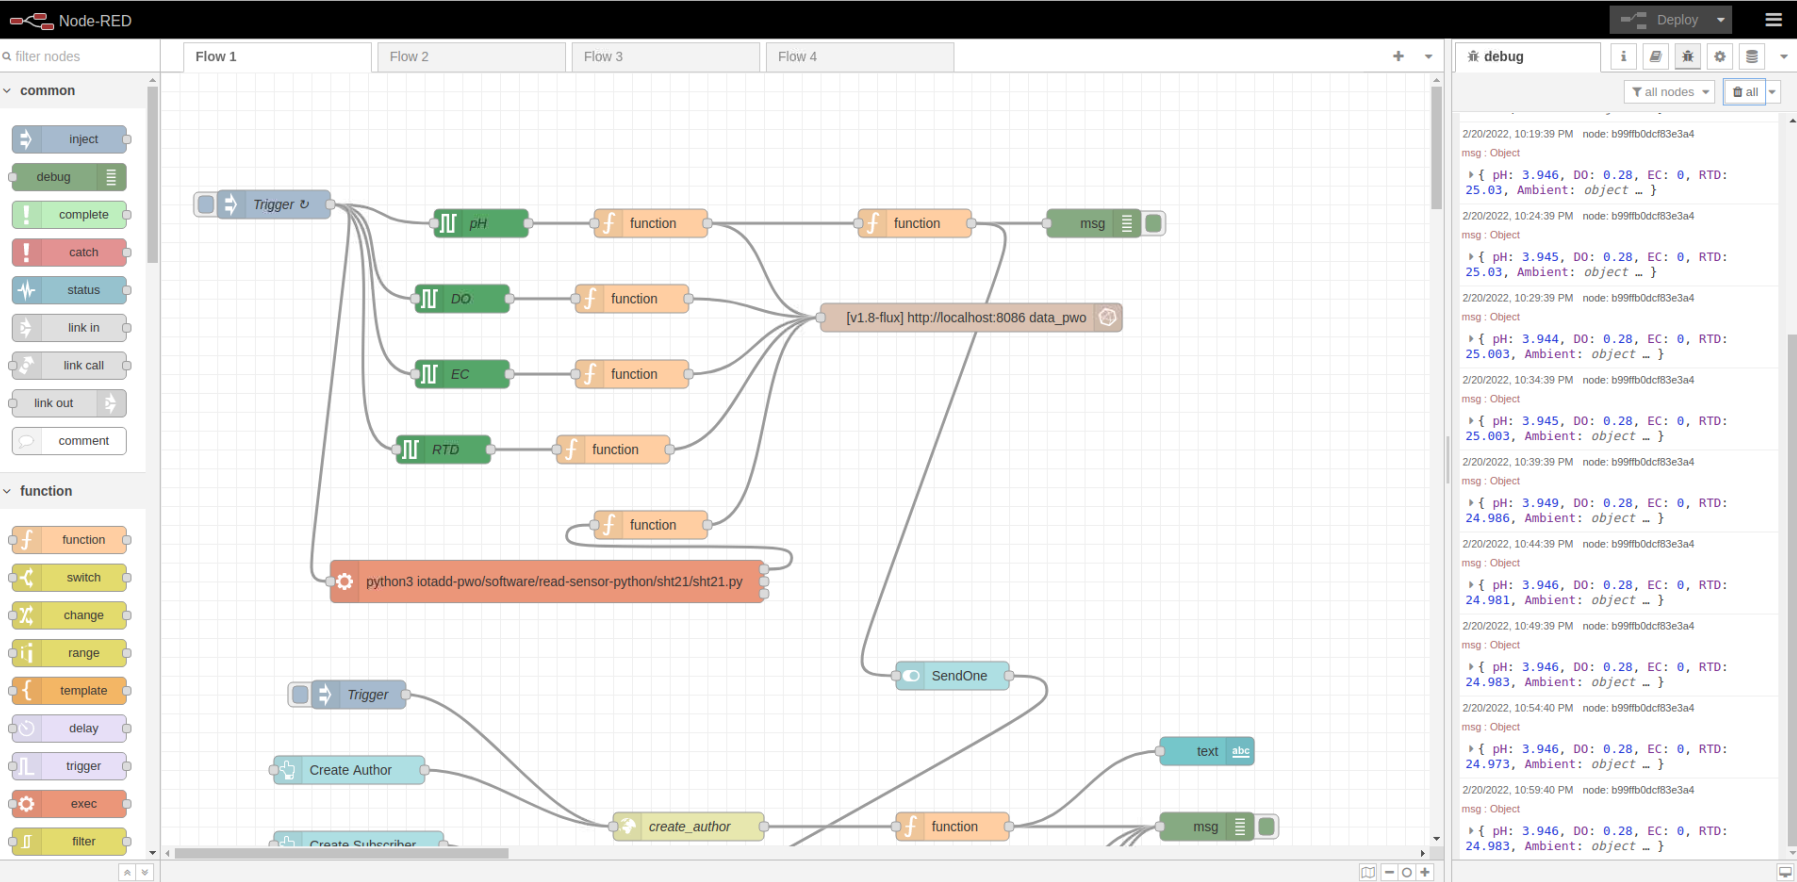 Node-RED
Deploy
filter nodes
Flow 1
Flow 2
Flow 3
Flow 4
debug
all nodes
all
common
inject
debug
complete
catch
status
link in
link call
link out
comment
function
function
switch
change
range
template
delay
trigger
exec
filter
Trigger ↻
pH
function
function
msg
DO
function
[v1.8-flux] http://localhost:8086 data_pwo
EC
function
RTD
function
function
python3 iotadd-pwo/software/read-sensor-python/sht21/sht21.py
SendOne
Trigger
text
abc
Create Author
create_author
function
msg
Create Subscriber
2/20/2022, 10:19:39 PM node: b99ffb0dcf83e3a4
msg : Object
{ pH: 3.946, DO: 0.28, EC: 0, RTD:
25.03, Ambient: object … }
2/20/2022, 10:24:39 PM node: b99ffb0dcf83e3a4
msg : Object
{ pH: 3.945, DO: 0.28, EC: 0, RTD:
25.03, Ambient: object … }
2/20/2022, 10:29:39 PM node: b99ffb0dcf83e3a4
msg : Object
{ pH: 3.944, DO: 0.28, EC: 0, RTD:
25.003, Ambient: object … }
2/20/2022, 10:34:39 PM node: b99ffb0dcf83e3a4
msg : Object
{ pH: 3.945, DO: 0.28, EC: 0, RTD:
25.003, Ambient: object … }
2/20/2022, 10:39:39 PM node: b99ffb0dcf83e3a4
msg : Object
{ pH: 3.949, DO: 0.28, EC: 0, RTD:
24.986, Ambient: object … }
2/20/2022, 10:44:39 PM node: b99ffb0dcf83e3a4
msg : Object
{ pH: 3.946, DO: 0.28, EC: 0, RTD:
24.981, Ambient: object … }
2/20/2022, 10:49:39 PM node: b99ffb0dcf83e3a4
msg : Object
{ pH: 3.946, DO: 0.28, EC: 0, RTD:
24.983, Ambient: object … }
2/20/2022, 10:54:40 PM node: b99ffb0dcf83e3a4
msg : Object
{ pH: 3.946, DO: 0.28, EC: 0, RTD:
24.973, Ambient: object … }
2/20/2022, 10:59:40 PM node: b99ffb0dcf83e3a4
msg : Object
{ pH: 3.946, DO: 0.28, EC: 0, RTD:
24.983, Ambient: object … }